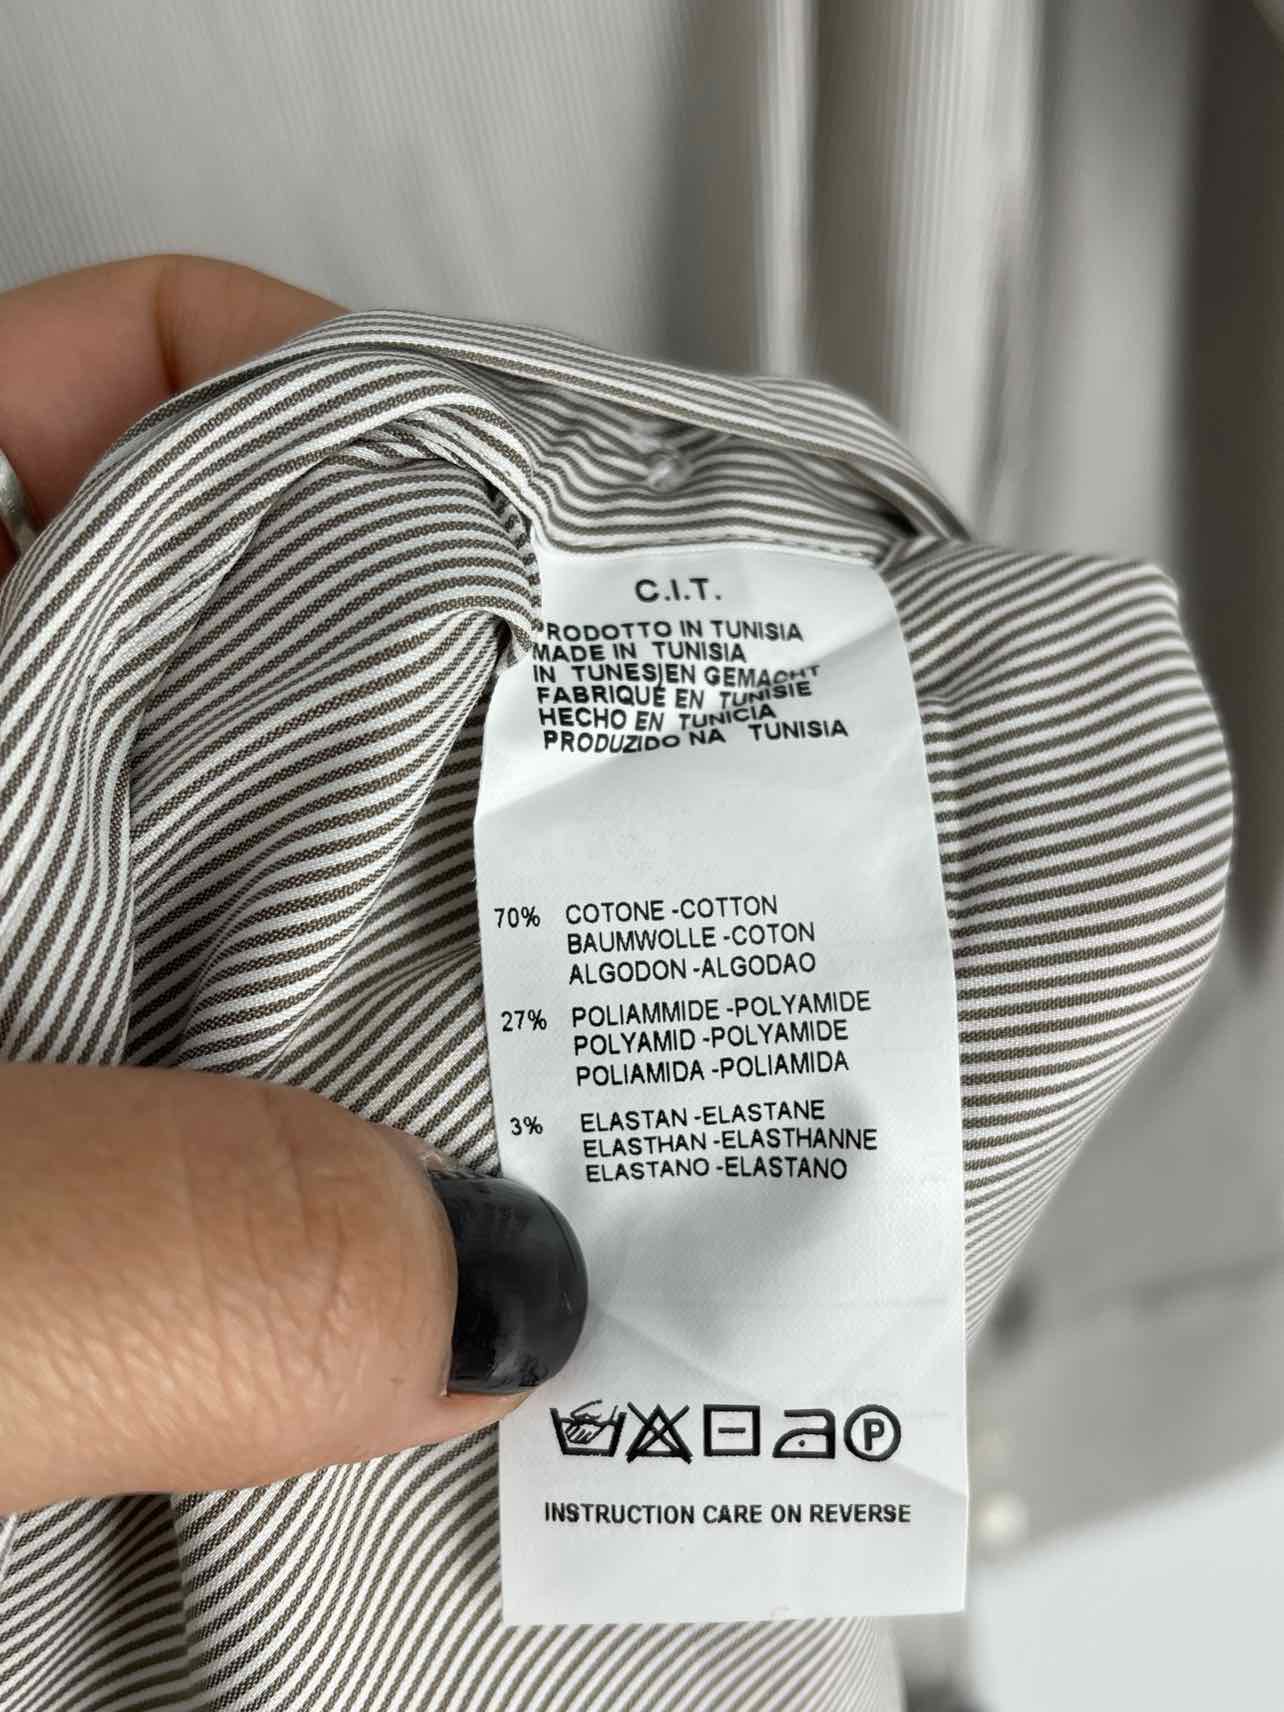 C.I.T.
PRODOTTO IN TUNISIA
MADE IN TUNISIA
IN TUNESIEN GEMACHT
FABRIQUÉ EN TUNISIE
HECHO EN TUNICIA
PRODUZIDO NA TUNISIA
70% COTONE -COTTON
BAUMWOLLE -COTON
ALGODON -ALGODAO
27% POLIAMMIDE -POLYAMIDE
POLYAMID -POLYAMIDE
POLIAMIDA -POLIAMIDA
3% ELASTAN -ELASTANE
ELASTHAN -ELASTHANNE
ELASTANO -ELASTANO
P
INSTRUCTION CARE ON REVERSE